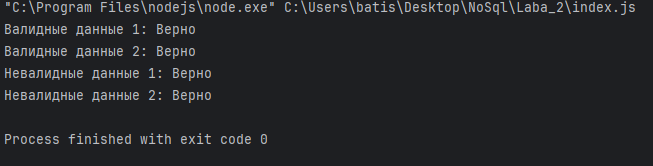 "C:\Program Files\nodejs\node.exe" C:\Users\batis\Desktop\NoSql\Laba_2\index.js
Валидные данные 1: Верно
Валидные данные 2: Верно
Невалидные данные 1: Верно
Невалидные данные 2: Верно
Process finished with exit code 0